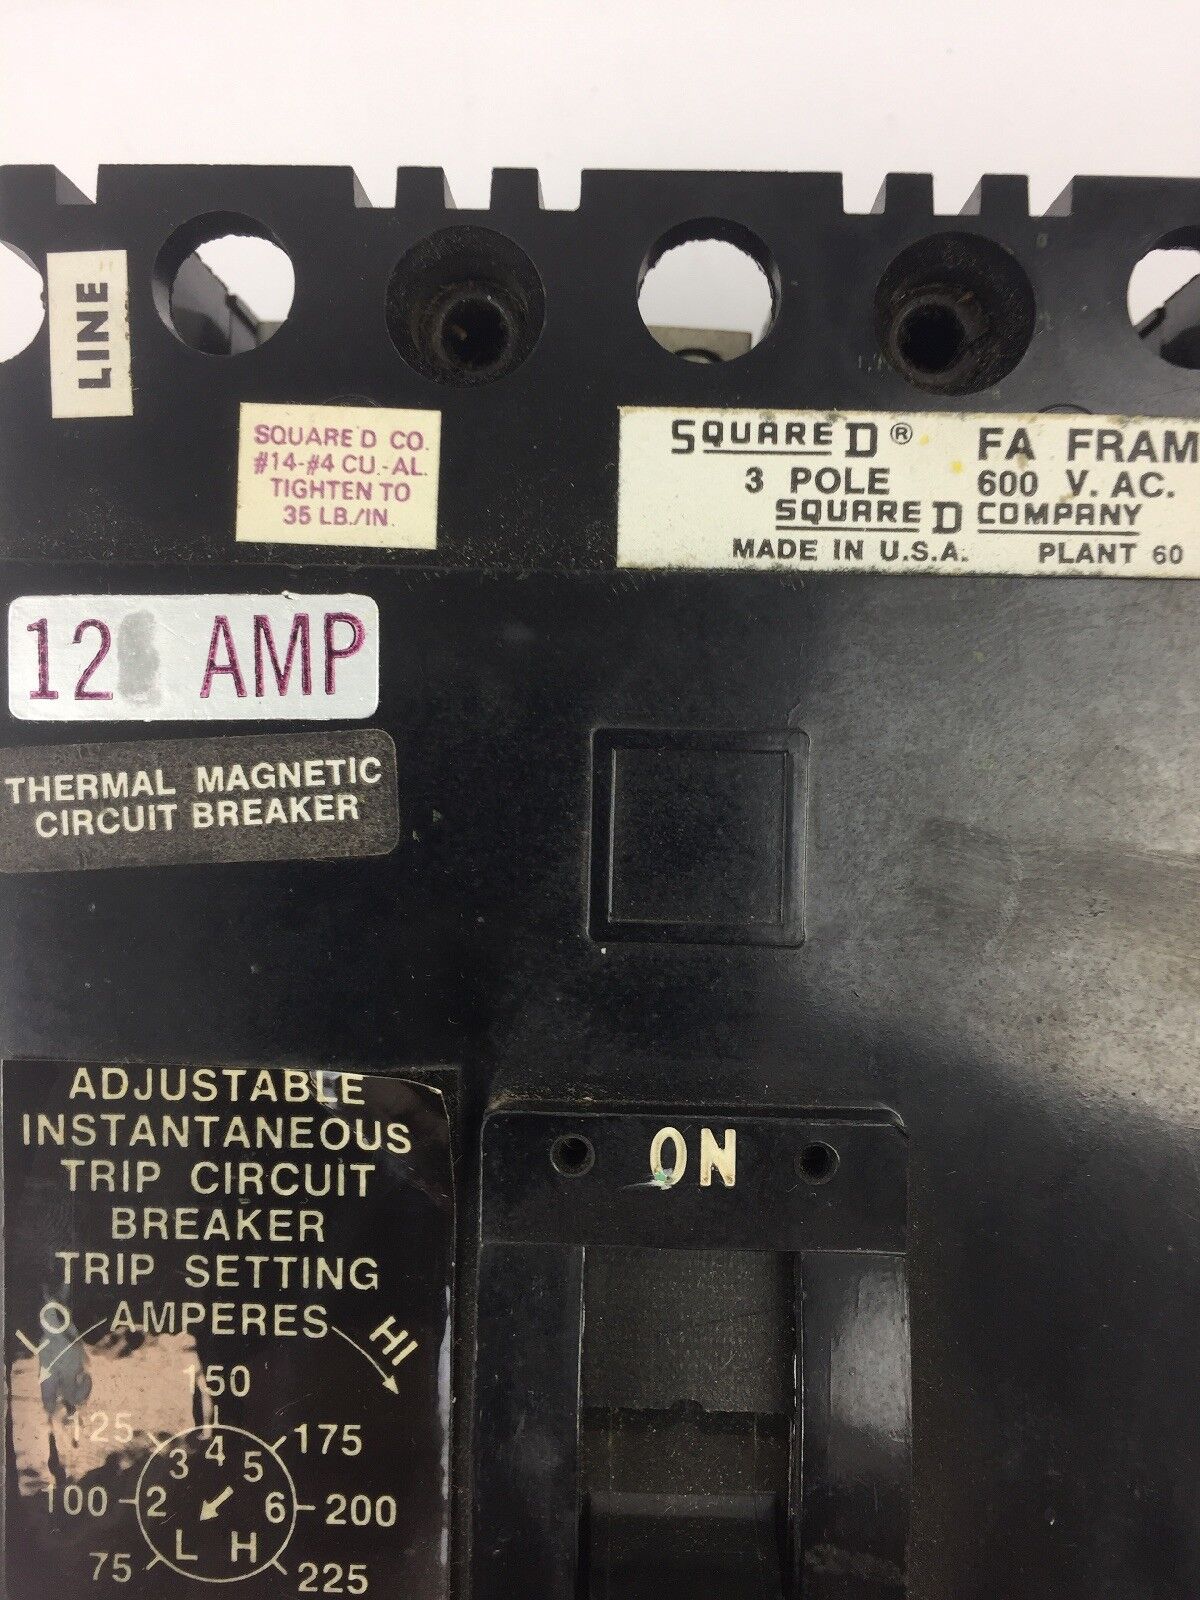 LINE
SQUARE D CO.
#14-#4 CU.-AL.
TIGHTEN TO
35 LB./IN.
SQUARE D® FA FRAM
3 POLE 600 V. AC.
SQUARE D COMPANY
MADE IN U.S.A. PLANT 60
12 AMP
THERMAL MAGNETIC
CIRCUIT BREAKER
ADJUSTABLE
INSTANTANEOUS
TRIP CIRCUIT
BREAKER
TRIP SETTING
LO AMPERES HI
150
125 175
3 4 5
100 2 6 200
L H
75 225
ON